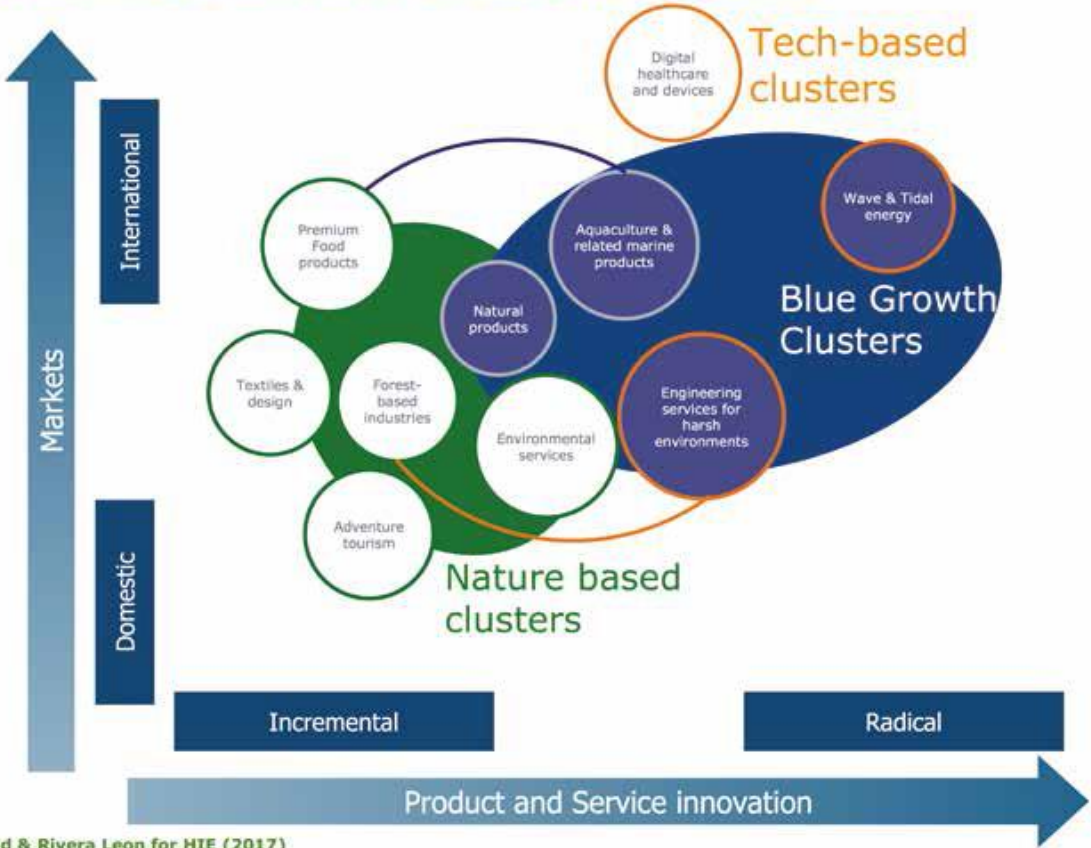 Tech-based
clusters
Digital
healthcare
and devices
International
Premium
Food
products
Aquaculture &
related marine
products
Wave & Tidal
energy
Natural
products
Blue Growth
Clusters
Markets
Textiles &
design
Forest-
based
industries
Engineering
services for
harsh
environments
Environmental
services
Adventure
tourism
Domestic
Nature based
clusters
Incremental
Radical
Product and Service innovation
& Rivera Leon for HIE (2017)